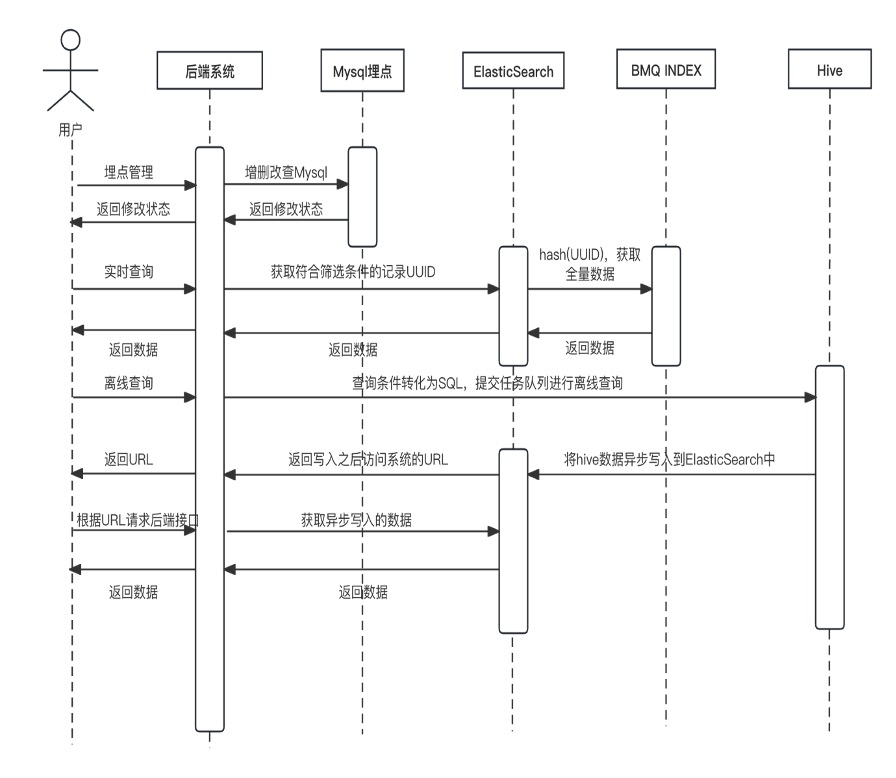 后端系统
Mysql埋点
ElasticSearch
BMQ INDEX
Hive
用户
埋点管理
增删改查Mysql
返回修改状态
返回修改状态
实时查询
获取符合筛选条件的记录UUID
hash(UUID)，获取
全量数据
返回数据
返回数据
返回数据
离线查询
查询条件转化为SQL，提交任务队列进行离线查询
返回URL
返回写入之后访问系统的URL
将hive数据异步写入到ElasticSearch中
根据URL请求后端接口
获取异步写入的数据
返回数据
返回数据